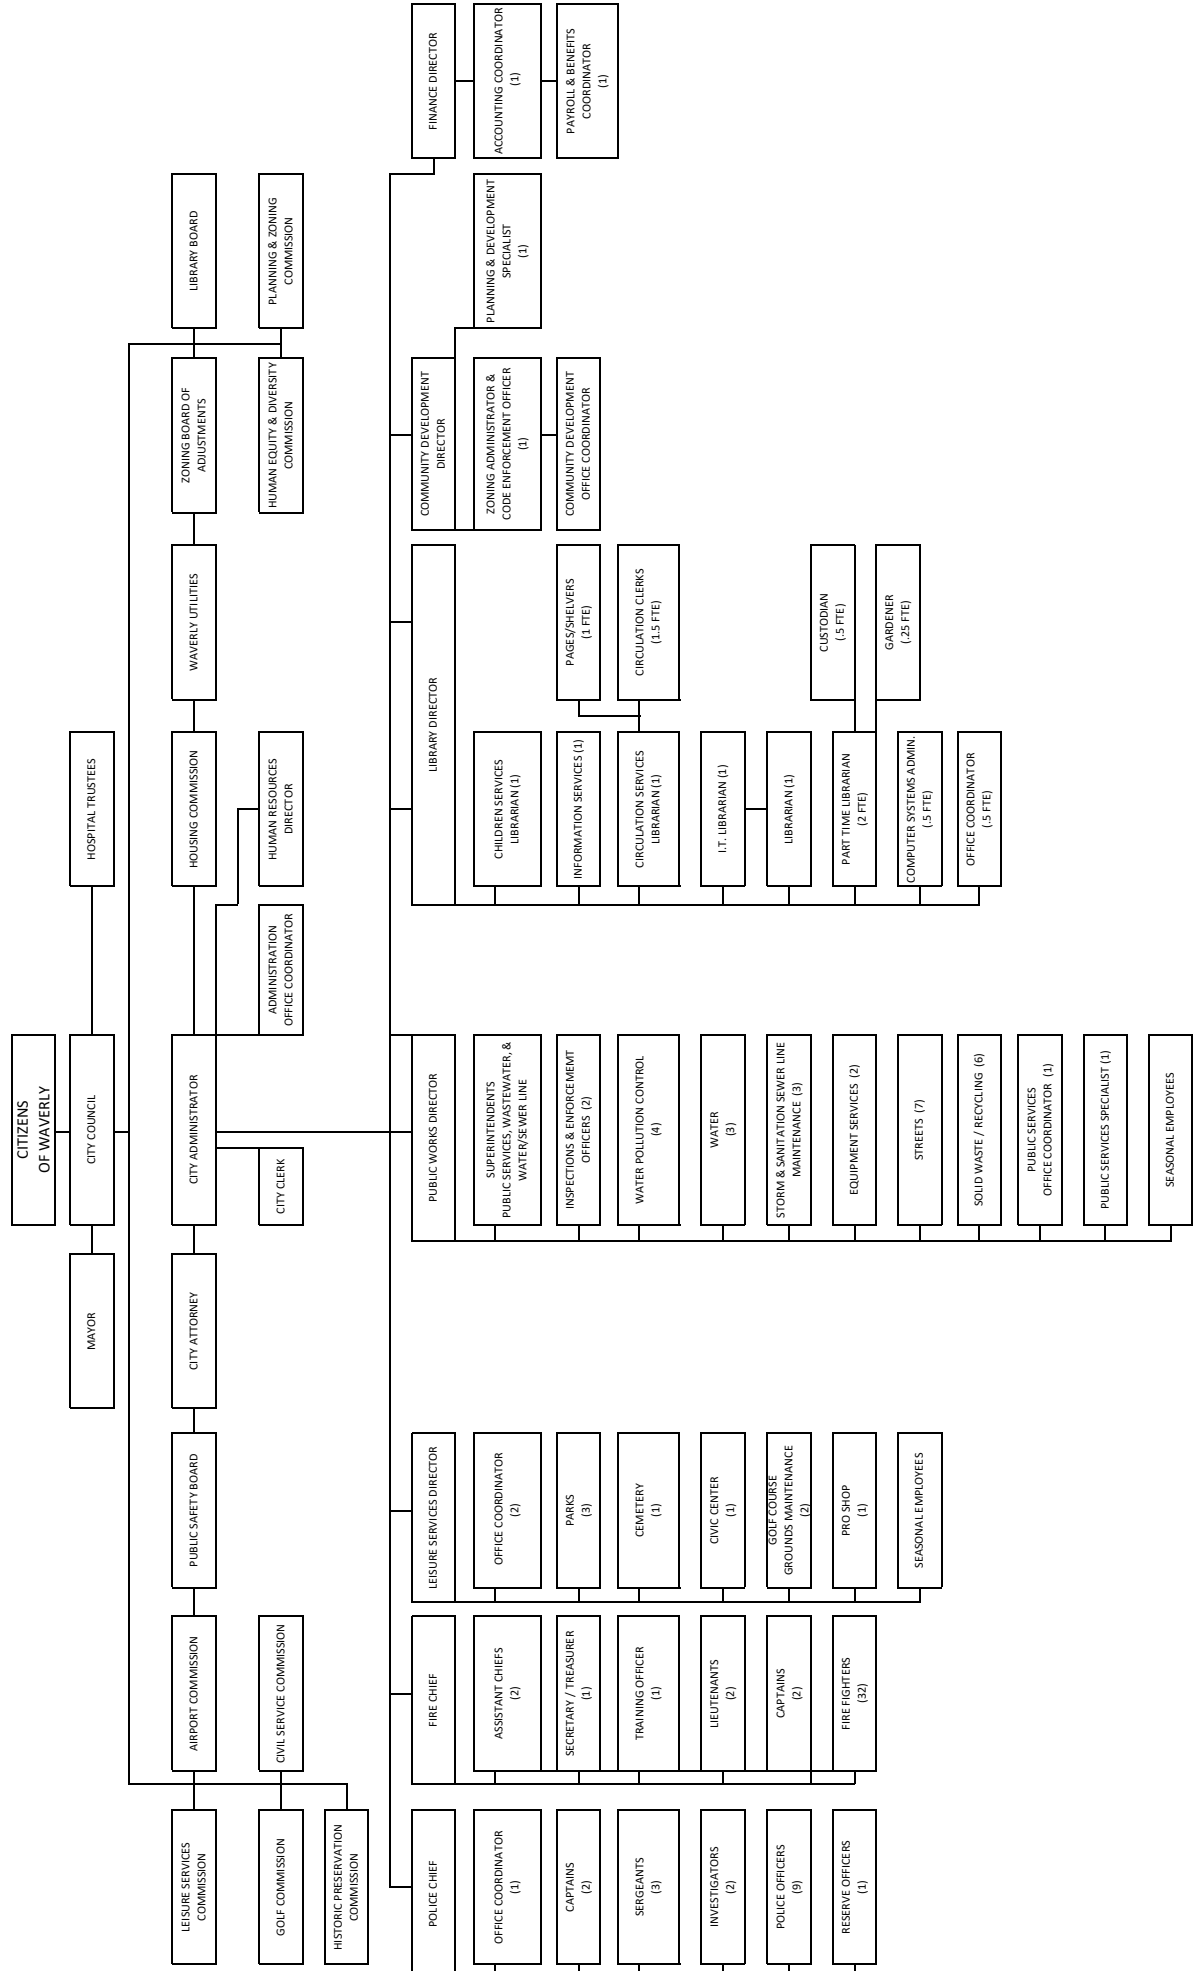 CITIZENS
OF WAVERLY
MAYOR
CITY COUNCIL
HOSPITAL TRUSTEES
LEISURE SERVICES
COMMISSION
AIRPORT COMMISSION
PUBLIC SAFETY BOARD
CITY ATTORNEY
CITY ADMINISTRATOR
HOUSING COMMISSION
WAVERLY UTILITIES
ZONING BOARD OF
ADJUSTMENTS
LIBRARY BOARD
GOLF COMMISSION
CIVIL SERVICE COMMISSION
CITY CLERK
ADMINISTRATION
OFFICE COORDINATOR
HUMAN RESOURCES
DIRECTOR
HUMAN EQUITY & DIVERSITY
COMMISSION
PLANNING & ZONING
COMMISSION
HISTORIC PRESERVATION
COMMISSION
POLICE CHIEF
OFFICE COORDINATOR
(1)
CAPTAINS
(2)
SERGEANTS
(3)
INVESTIGATORS
(2)
POLICE OFFICERS
(9)
RESERVE OFFICERS
(1)
FIRE CHIEF
ASSISTANT CHIEFS
(2)
SECRETARY / TREASURER
(1)
TRAINING OFFICER
(1)
LIEUTENANTS
(2)
CAPTAINS
(2)
FIRE FIGHTERS
(32)
LEISURE SERVICES DIRECTOR
OFFICE COORDINATOR
(2)
PARKS
(3)
CEMETERY
(1)
CIVIC CENTER
(1)
GOLF COURSE
GROUNDS MAINTENANCE
(2)
PRO SHOP
(1)
SEASONAL EMPLOYEES
PUBLIC WORKS DIRECTOR
SUPERINTENDENTS
PUBLIC SERVICES, WASTEWATER, &
WATER/SEWER LINE
INSPECTIONS & ENFORCEMEMT
OFFICERS (2)
WATER POLLUTION CONTROL
(4)
WATER
(3)
STORM & SANITATION SEWER LINE
MAINTENANCE (3)
EQUIPMENT SERVICES (2)
STREETS (7)
SOLID WASTE / RECYCLING (6)
PUBLIC SERVICES
OFFICE COORDINATOR (1)
PUBLIC SERVICES SPECIALIST (1)
SEASONAL EMPLOYEES
LIBRARY DIRECTOR
CHILDREN SERVICES
LIBRARIAN (1)
INFORMATION SERVICES (1)
PAGES/SHELVERS
(1 FTE)
CIRCULATION SERVICES
LIBRARIAN (1)
CIRCULATION CLERKS
(1.5 FTE)
I.T. LIBRARIAN (1)
LIBRARIAN (1)
PART TIME LIBRARIAN
(2 FTE)
CUSTODIAN
(.5 FTE)
GARDENER
(.25 FTE)
COMPUTER SYSTEMS ADMIN.
(.5 FTE)
OFFICE COORDINATOR
(.5 FTE)
COMMUNITY DEVELOPMENT
DIRECTOR
ZONING ADMINISTRATOR &
CODE ENFORCEMENT OFFICER
(1)
PLANNING & DEVELOPMENT
SPECIALIST
(1)
COMMUNITY DEVELOPMENT
OFFICE COORDINATOR
FINANCE DIRECTOR
ACCOUNTING COORDINATOR
(1)
PAYROLL & BENEFITS
COORDINATOR
(1)